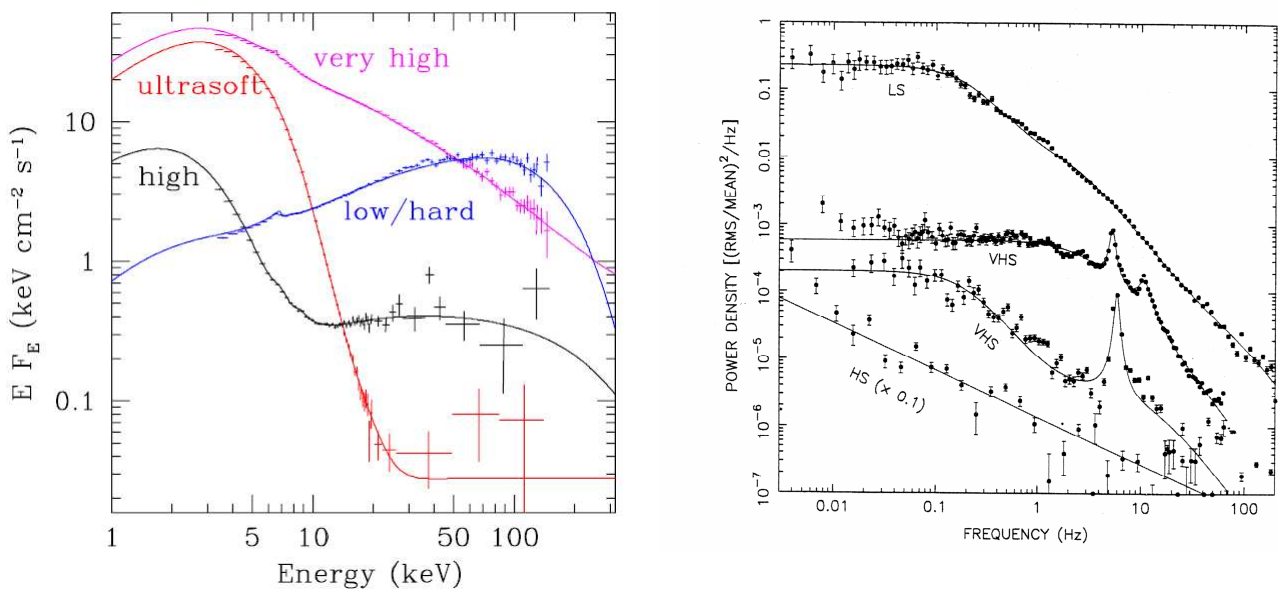 very high
ultrasoft
high
low/hard
10
1
0.1
E F_E (keV cm⁻² s⁻¹)
1 5 10 50 100
Energy (keV)
1
0.1
0.01
10⁻³
10⁻⁴
10⁻⁵
10⁻⁶
10⁻⁷
POWER DENSITY [(RMS/MEAN)²/Hz]
LS
VHS
VHS
HS (× 0.1)
0.01 0.1 1 10 100
FREQUENCY (Hz)